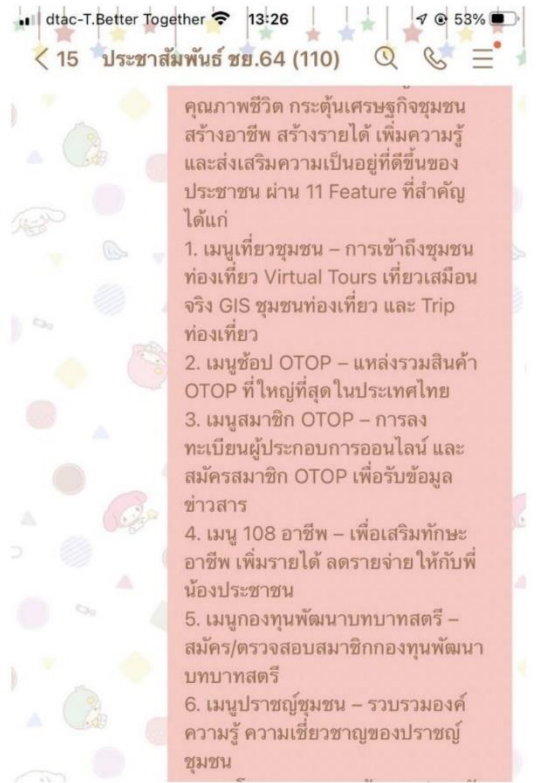 dtac-T.Better Together 13:26 53%
15 ประชาสัมพันธ์ ชย.64 (110)
คุณภาพชีวิต กระตุ้นเศรษฐกิจชุมชน
สร้างอาชีพ สร้างรายได้ เพิ่มความรู้
และส่งเสริมความเป็นอยู่ที่ดีขึ้นของ
ประชาชน ผ่าน 11 Feature ที่สำคัญ
ได้แก่
1. เมนูเที่ยวชุมชน – การเข้าถึงชุมชน
ท่องเที่ยว Virtual Tours เที่ยวเสมือน
จริง GIS ชุมชนท่องเที่ยว และ Trip
ท่องเที่ยว
2. เมนูช้อป OTOP – แหล่งรวมสินค้า
OTOP ที่ใหญ่ที่สุดในประเทศไทย
3. เมนูสมาชิก OTOP – การลง
ทะเบียนผู้ประกอบการออนไลน์ และ
สมัครสมาชิก OTOP เพื่อรับข้อมูล
ข่าวสาร
4. เมนู 108 อาชีพ – เพื่อเสริมทักษะ
อาชีพ เพิ่มรายได้ ลดรายจ่าย ให้กับพี่
น้องประชาชน
5. เมนูกองทุนพัฒนาบทบาทสตรี –
สมัคร/ตรวจสอบสมาชิกกองทุนพัฒนา
บทบาทสตรี
6. เมนูปราชญ์ชุมชน – รวบรวมองค์
ความรู้ ความเชี่ยวชาญของปราชญ์
ชุมชน